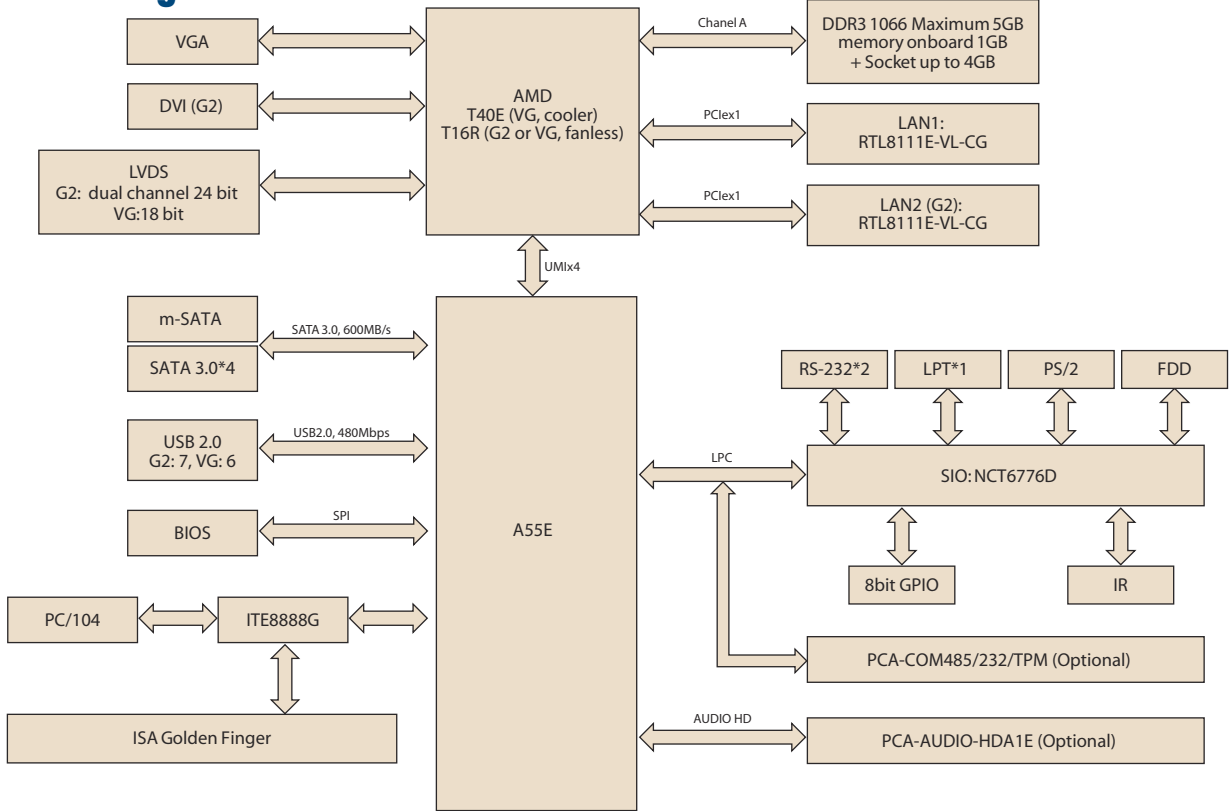 VGA
Chanel A
DDR3 1066 Maximum 5GB
memory onboard 1GB
+ Socket up to 4GB
DVI (G2)
AMD
T40E (VG, cooler)
T16R (G2 or VG, fanless)
PCIex1
LAN1:
RTL8111E-VL-CG
LVDS
G2: dual channel 24 bit
VG:18 bit
PCIex1
LAN2 (G2):
RTL8111E-VL-CG
UMIx4
m-SATA
SATA 3.0, 600MB/s
SATA 3.0*4
RS-232*2
LPT*1
PS/2
FDD
USB 2.0
G2: 7, VG: 6
USB2.0, 480Mbps
LPC
SIO: NCT6776D
BIOS
SPI
A55E
8bit GPIO
IR
PC/104
ITE8888G
PCA-COM485/232/TPM (Optional)
ISA Golden Finger
AUDIO HD
PCA-AUDIO-HDA1E (Optional)